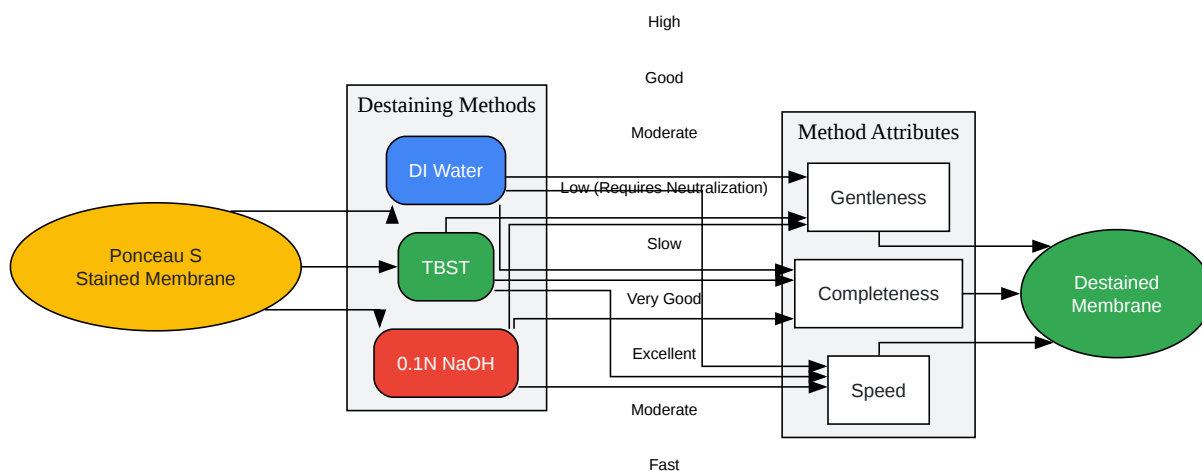 High
Good
Moderate
Low (Requires Neutralization)
Slow
Very Good
Excellent
Moderate
Fast
Ponceau S
Stained Membrane
Destaining Methods
DI Water
TBST
0.1N NaOH
Method Attributes
Gentleness
Completeness
Speed
Destained
Membrane